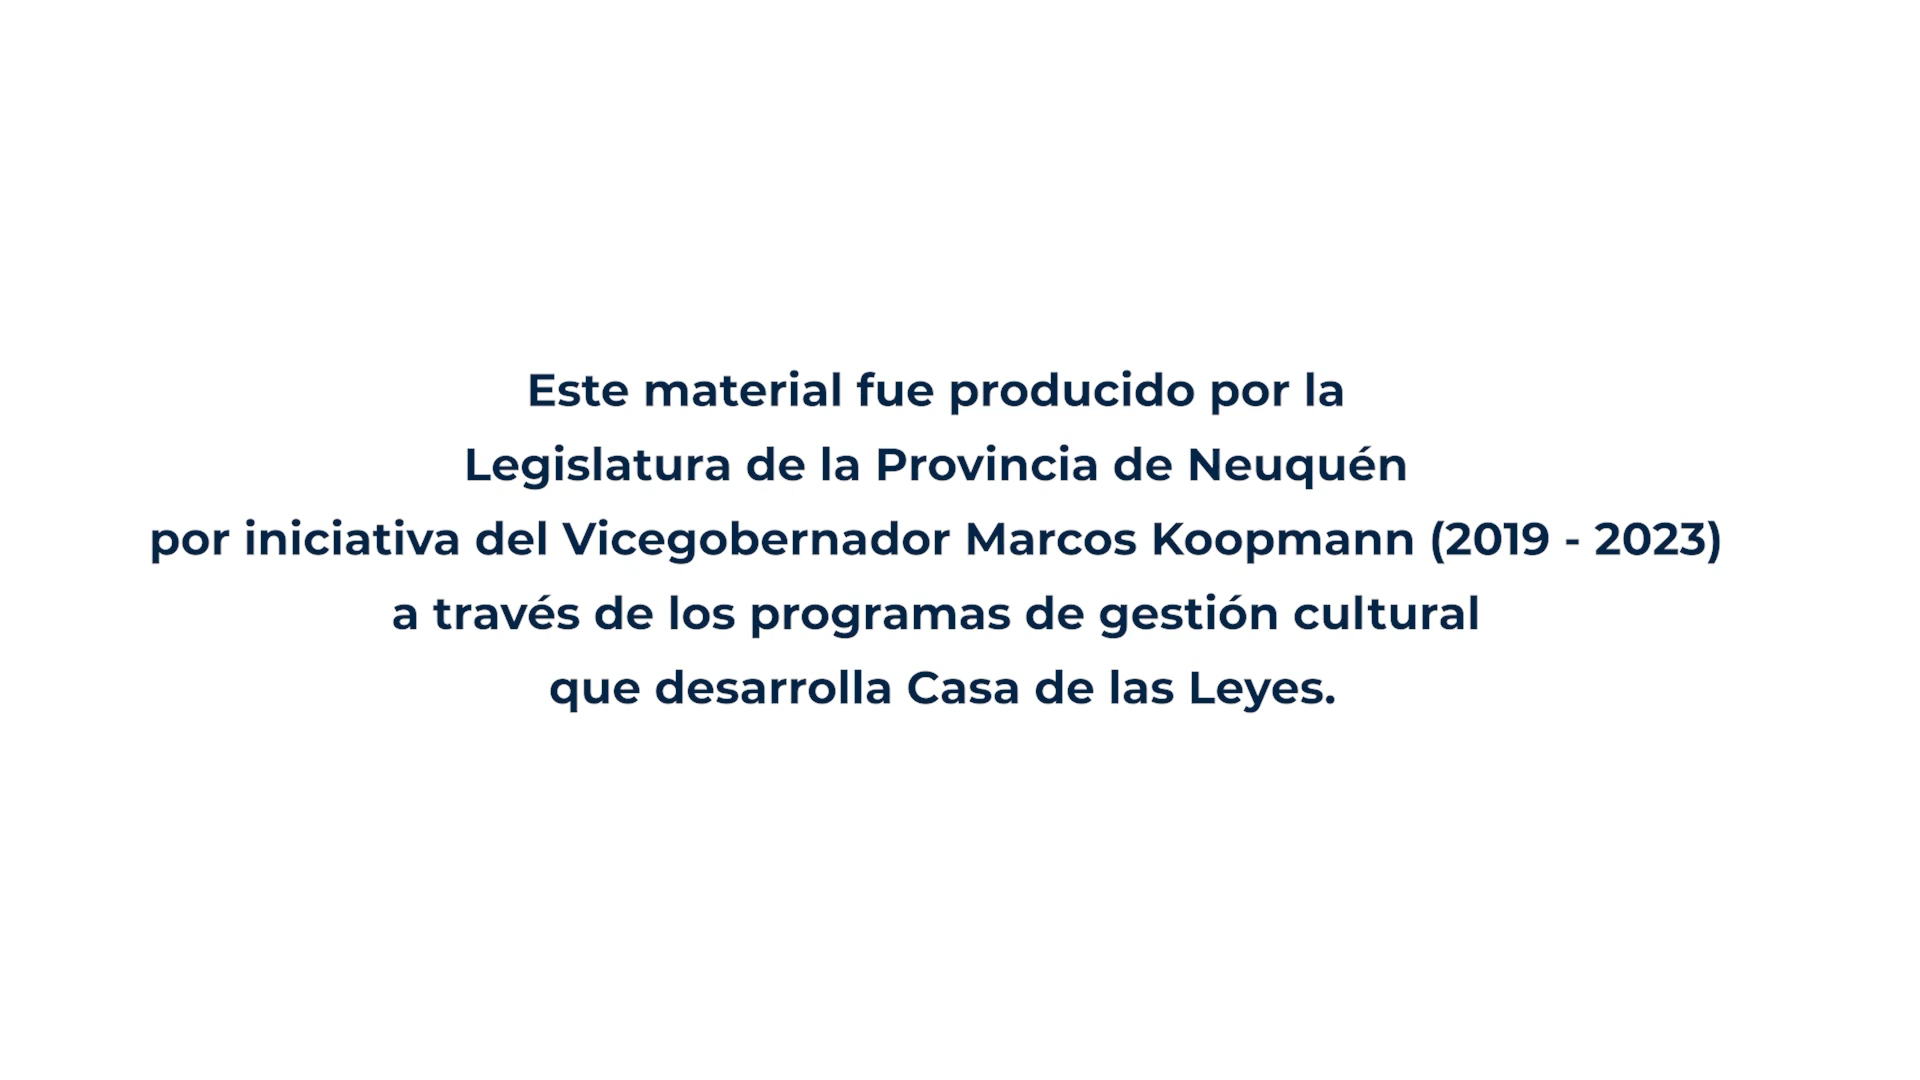 Este material fue producido por la
Legislatura de la Provincia de Neuquén
por iniciativa del Vicegobernador Marcos Koopmann (2019 - 2023)
a través de los programas de gestión cultural
que desarrolla Casa de las Leyes.